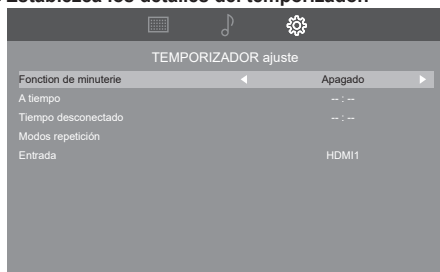 Establezca los detalles del temporizador.
TEMPORIZADOR ajuste
Fonction de minuterie Apagado
A tiempo -- : --
Tiempo desconectado -- : --
Modos repetición
Entrada HDMI1